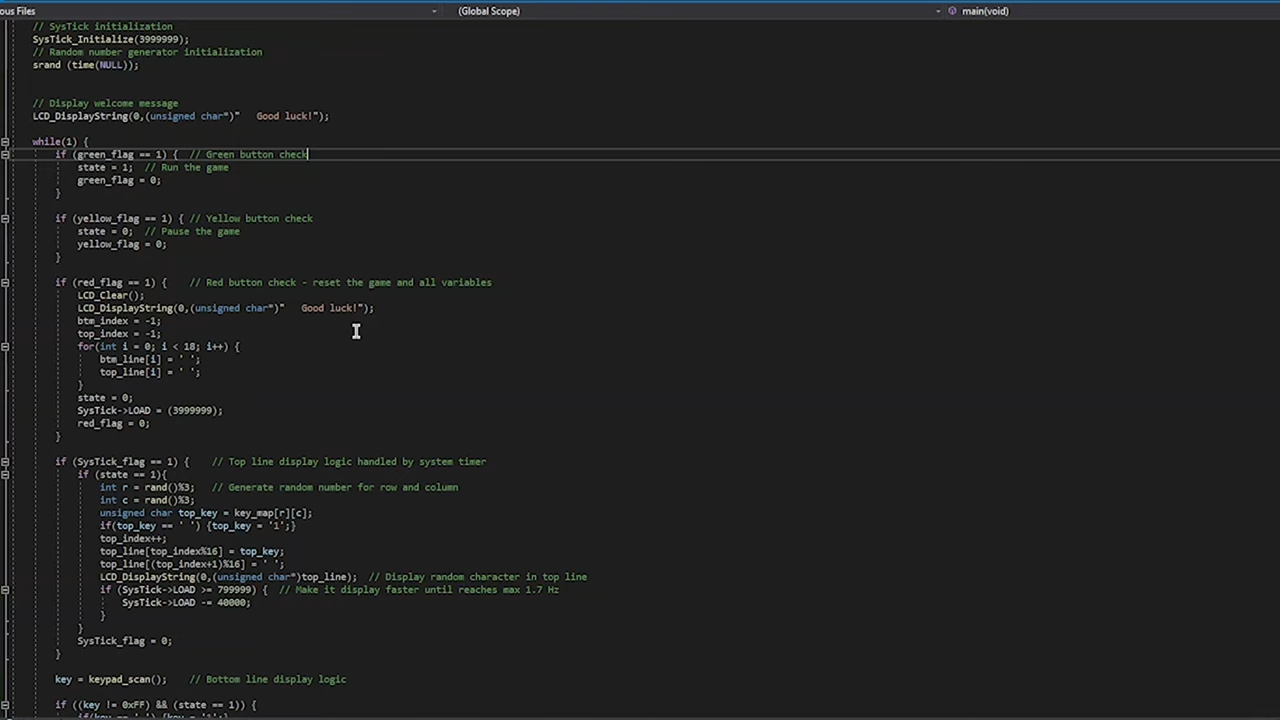 ous Files (Global Scope) main(void)
// SysTick initialization
SysTick_Initialize(3999999);
// Random number generator initialization
srand (time(NULL));
// Display welcome message
LCD_DisplayString(0,(unsigned char*)"   Good luck!");
while(1) {
if (green_flag == 1) {  // Green button check
state = 1;  // Run the game
green_flag = 0;
}
if (yellow_flag == 1) { // Yellow button check
state = 0;  // Pause the game
yellow_flag = 0;
}
if (red_flag == 1) {    // Red button check - reset the game and all variables
LCD_Clear();
LCD_DisplayString(0,(unsigned char*)"   Good luck!");
btm_index = -1;
top_index = -1;
for(int i = 0; i < 18; i++) {
btm_line[i] = ' ';
top_line[i] = ' ';
}
state = 0;
SysTick->LOAD = (3999999);
red_flag = 0;
}
if (SysTick_flag == 1) {    // Top line display logic handled by system timer
if (state == 1){
int r = rand()%3;   // Generate random number for row and column
int c = rand()%3;
unsigned char top_key = key_map[r][c];
if(top_key == ' ') {top_key = '1';}
top_index++;
top_line[top_index%16] = top_key;
top_line[(top_index+1)%16] = ' ';
LCD_DisplayString(0,(unsigned char*)top_line);  // Display random character in top line
if (SysTick->LOAD >= 799999) {  // Make it display faster until reaches max 1.7 Hz
SysTick->LOAD -= 40000;
}
}
SysTick_flag = 0;
}
key = keypad_scan();    // Bottom line display logic
if ((key != 0xFF) && (state == 1)) {
if(key == ' ') {key = '1';